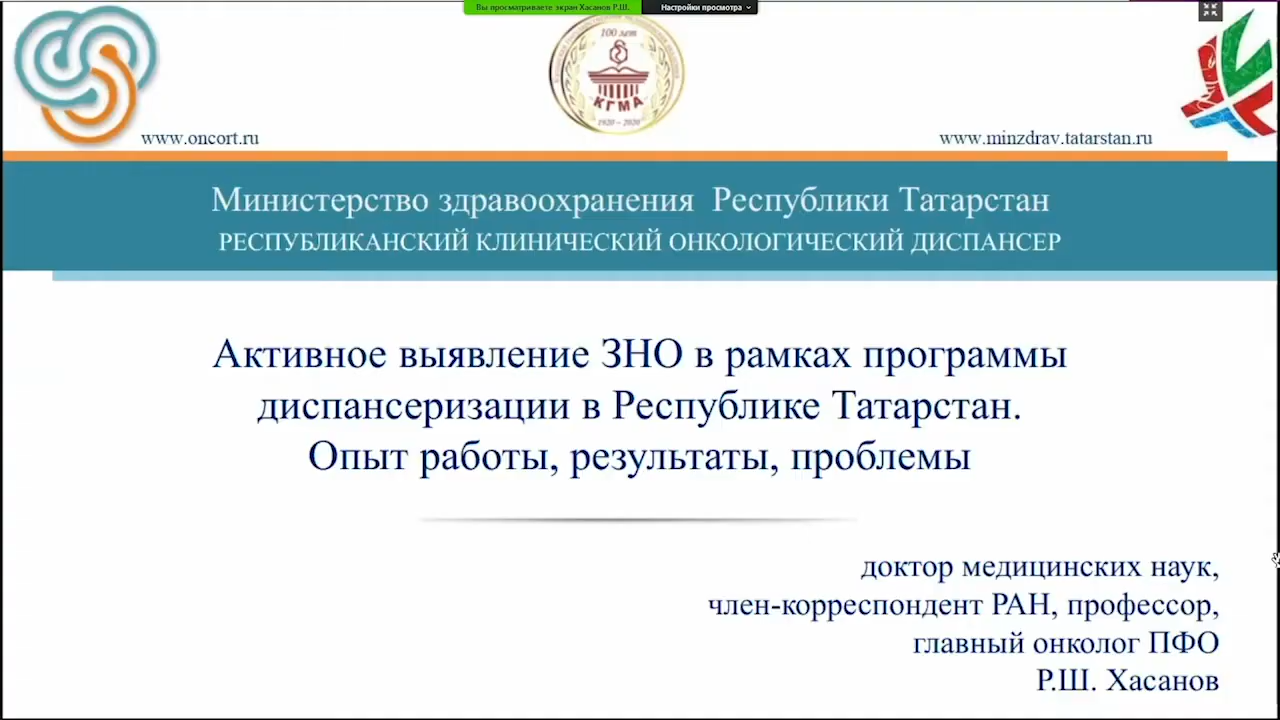 Вы просматриваете экран Хасанов Р.Ш. Настройки просмотра
100 лет
КГМА
1920 – 2020
www.oncort.ru
www.minzdrav.tatarstan.ru
Министерство здравоохранения Республики Татарстан
РЕСПУБЛИКАНСКИЙ КЛИНИЧЕСКИЙ ОНКОЛОГИЧЕСКИЙ ДИСПАНСЕР
Активное выявление ЗНО в рамках программы
диспансеризации в Республике Татарстан.
Опыт работы, результаты, проблемы
доктор медицинских наук,
член-корреспондент РАН, профессор,
главный онколог ПФО
Р.Ш. Хасанов